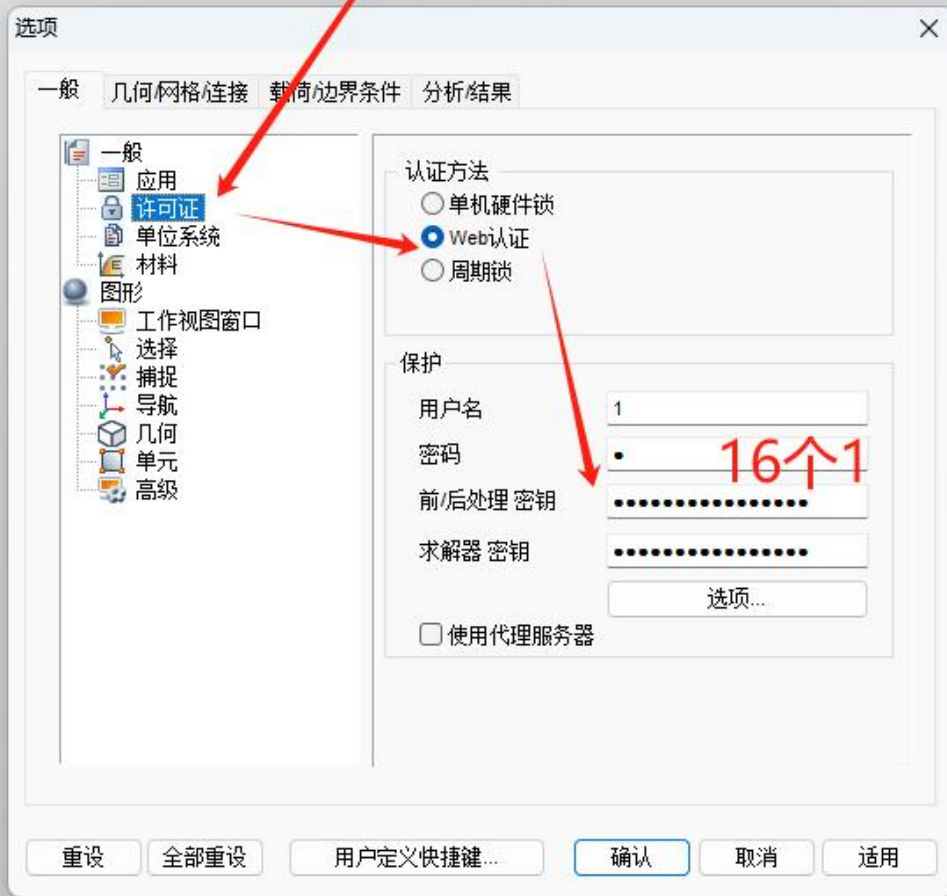 选项
一般 几何/网格/连接 载荷/边界条件 分析/结果
一般
应用
许可证
单位系统
材料
图形
工作视图窗口
选择
捕捉
导航
几何
单元
高级
认证方法
单机硬件锁
Web认证
周期锁
保护
用户名 1
密码 •
16个1
前/后处理 密钥 ••••••••••••••••
求解器 密钥 ••••••••••••••••
选项...
使用代理服务器
重设 全部重设 用户定义快捷键... 确认 取消 适用